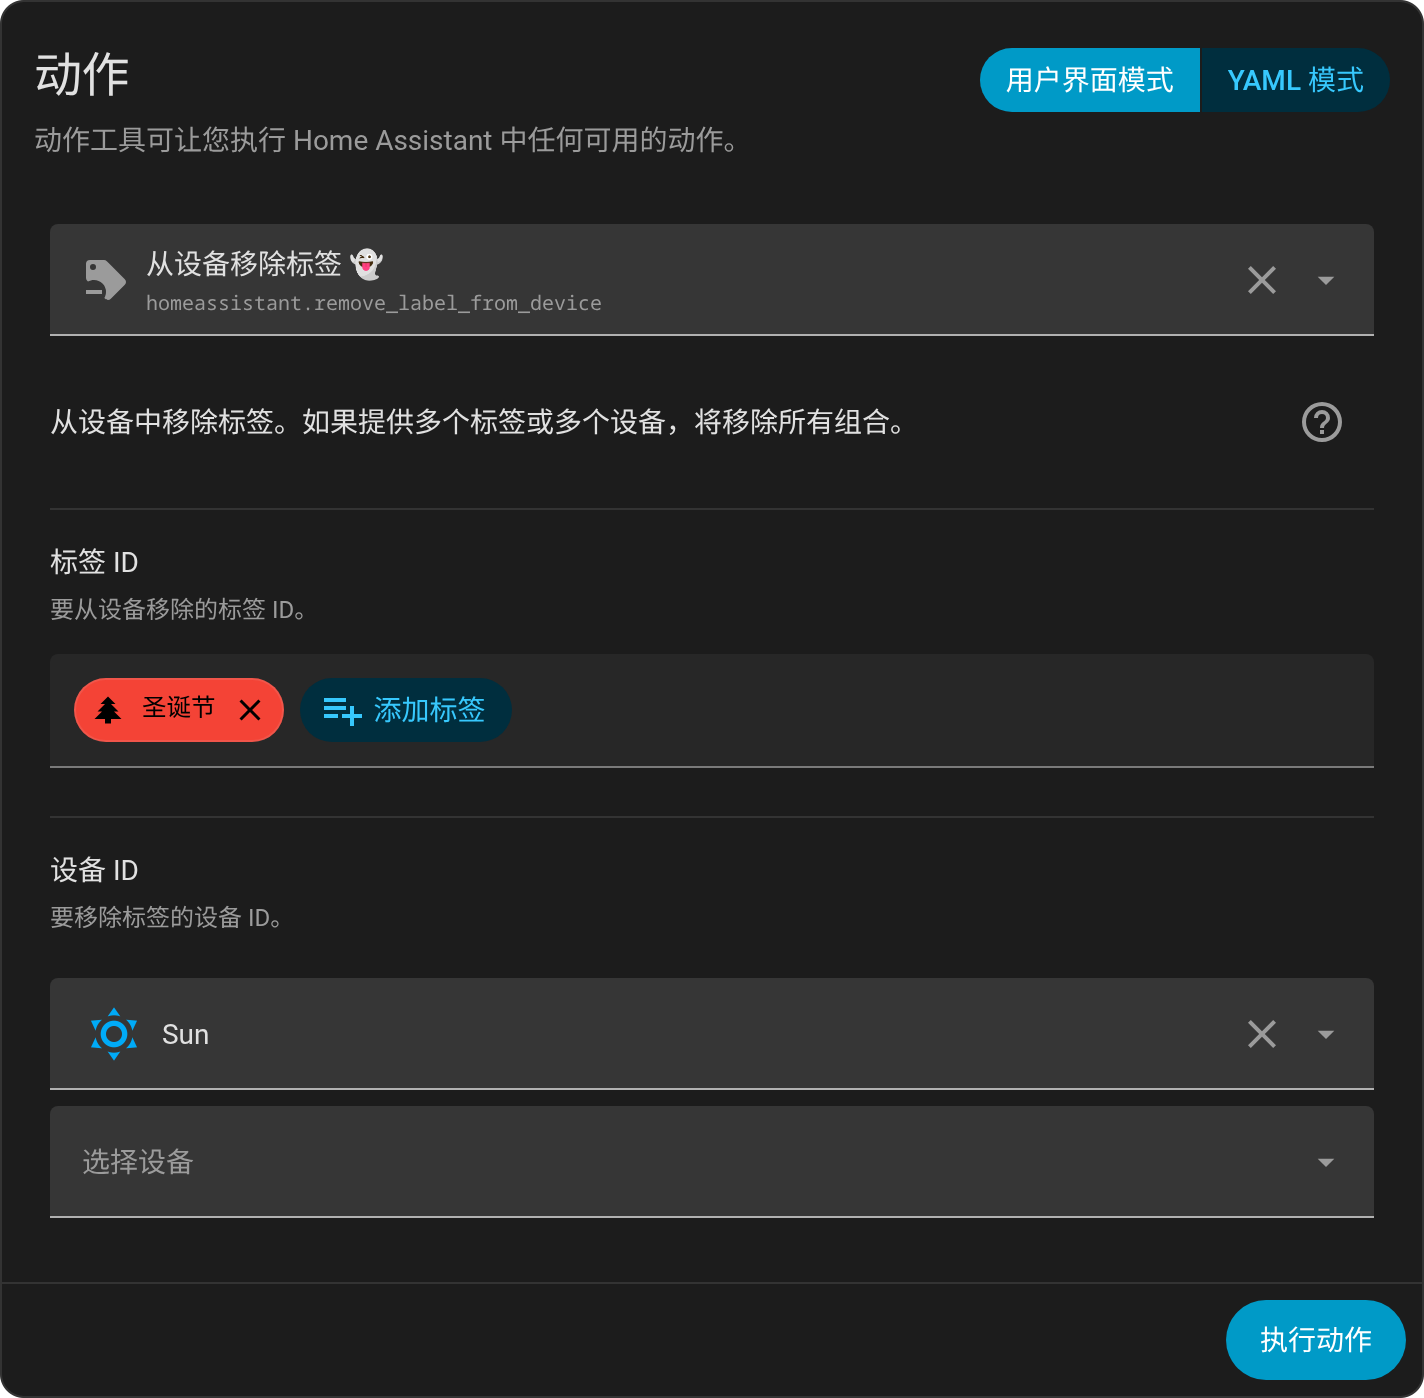 动作
用户界面模式
YAML 模式
动作工具可让您执行 Home Assistant 中任何可用的动作。
从设备移除标签 👻
homeassistant.remove_label_from_device
从设备中移除标签。如果提供多个标签或多个设备，将移除所有组合。
标签 ID
要从设备移除的标签 ID。
圣诞节
添加标签
设备 ID
要移除标签的设备 ID。
Sun
选择设备
执行动作